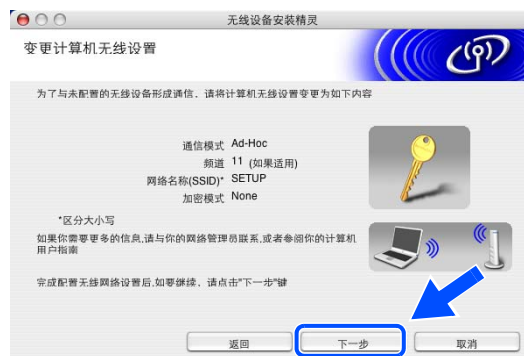 无线设备安装精灵
变更计算机无线设置
为了与未配置的无线设备形成通信，请将计算机无线设置变更为如下内容
通信模式 Ad-Hoc
频道 11 (如果适用)
网络名称(SSID)* SETUP
加密模式 None
*区分大小写
如果你需要更多的信息,请与你的网络管理员联系,或者参阅你的计算机
用户指南
完成配置无线网络设置后,如要继续，请点击"下一步"键
返回 下一步 取消